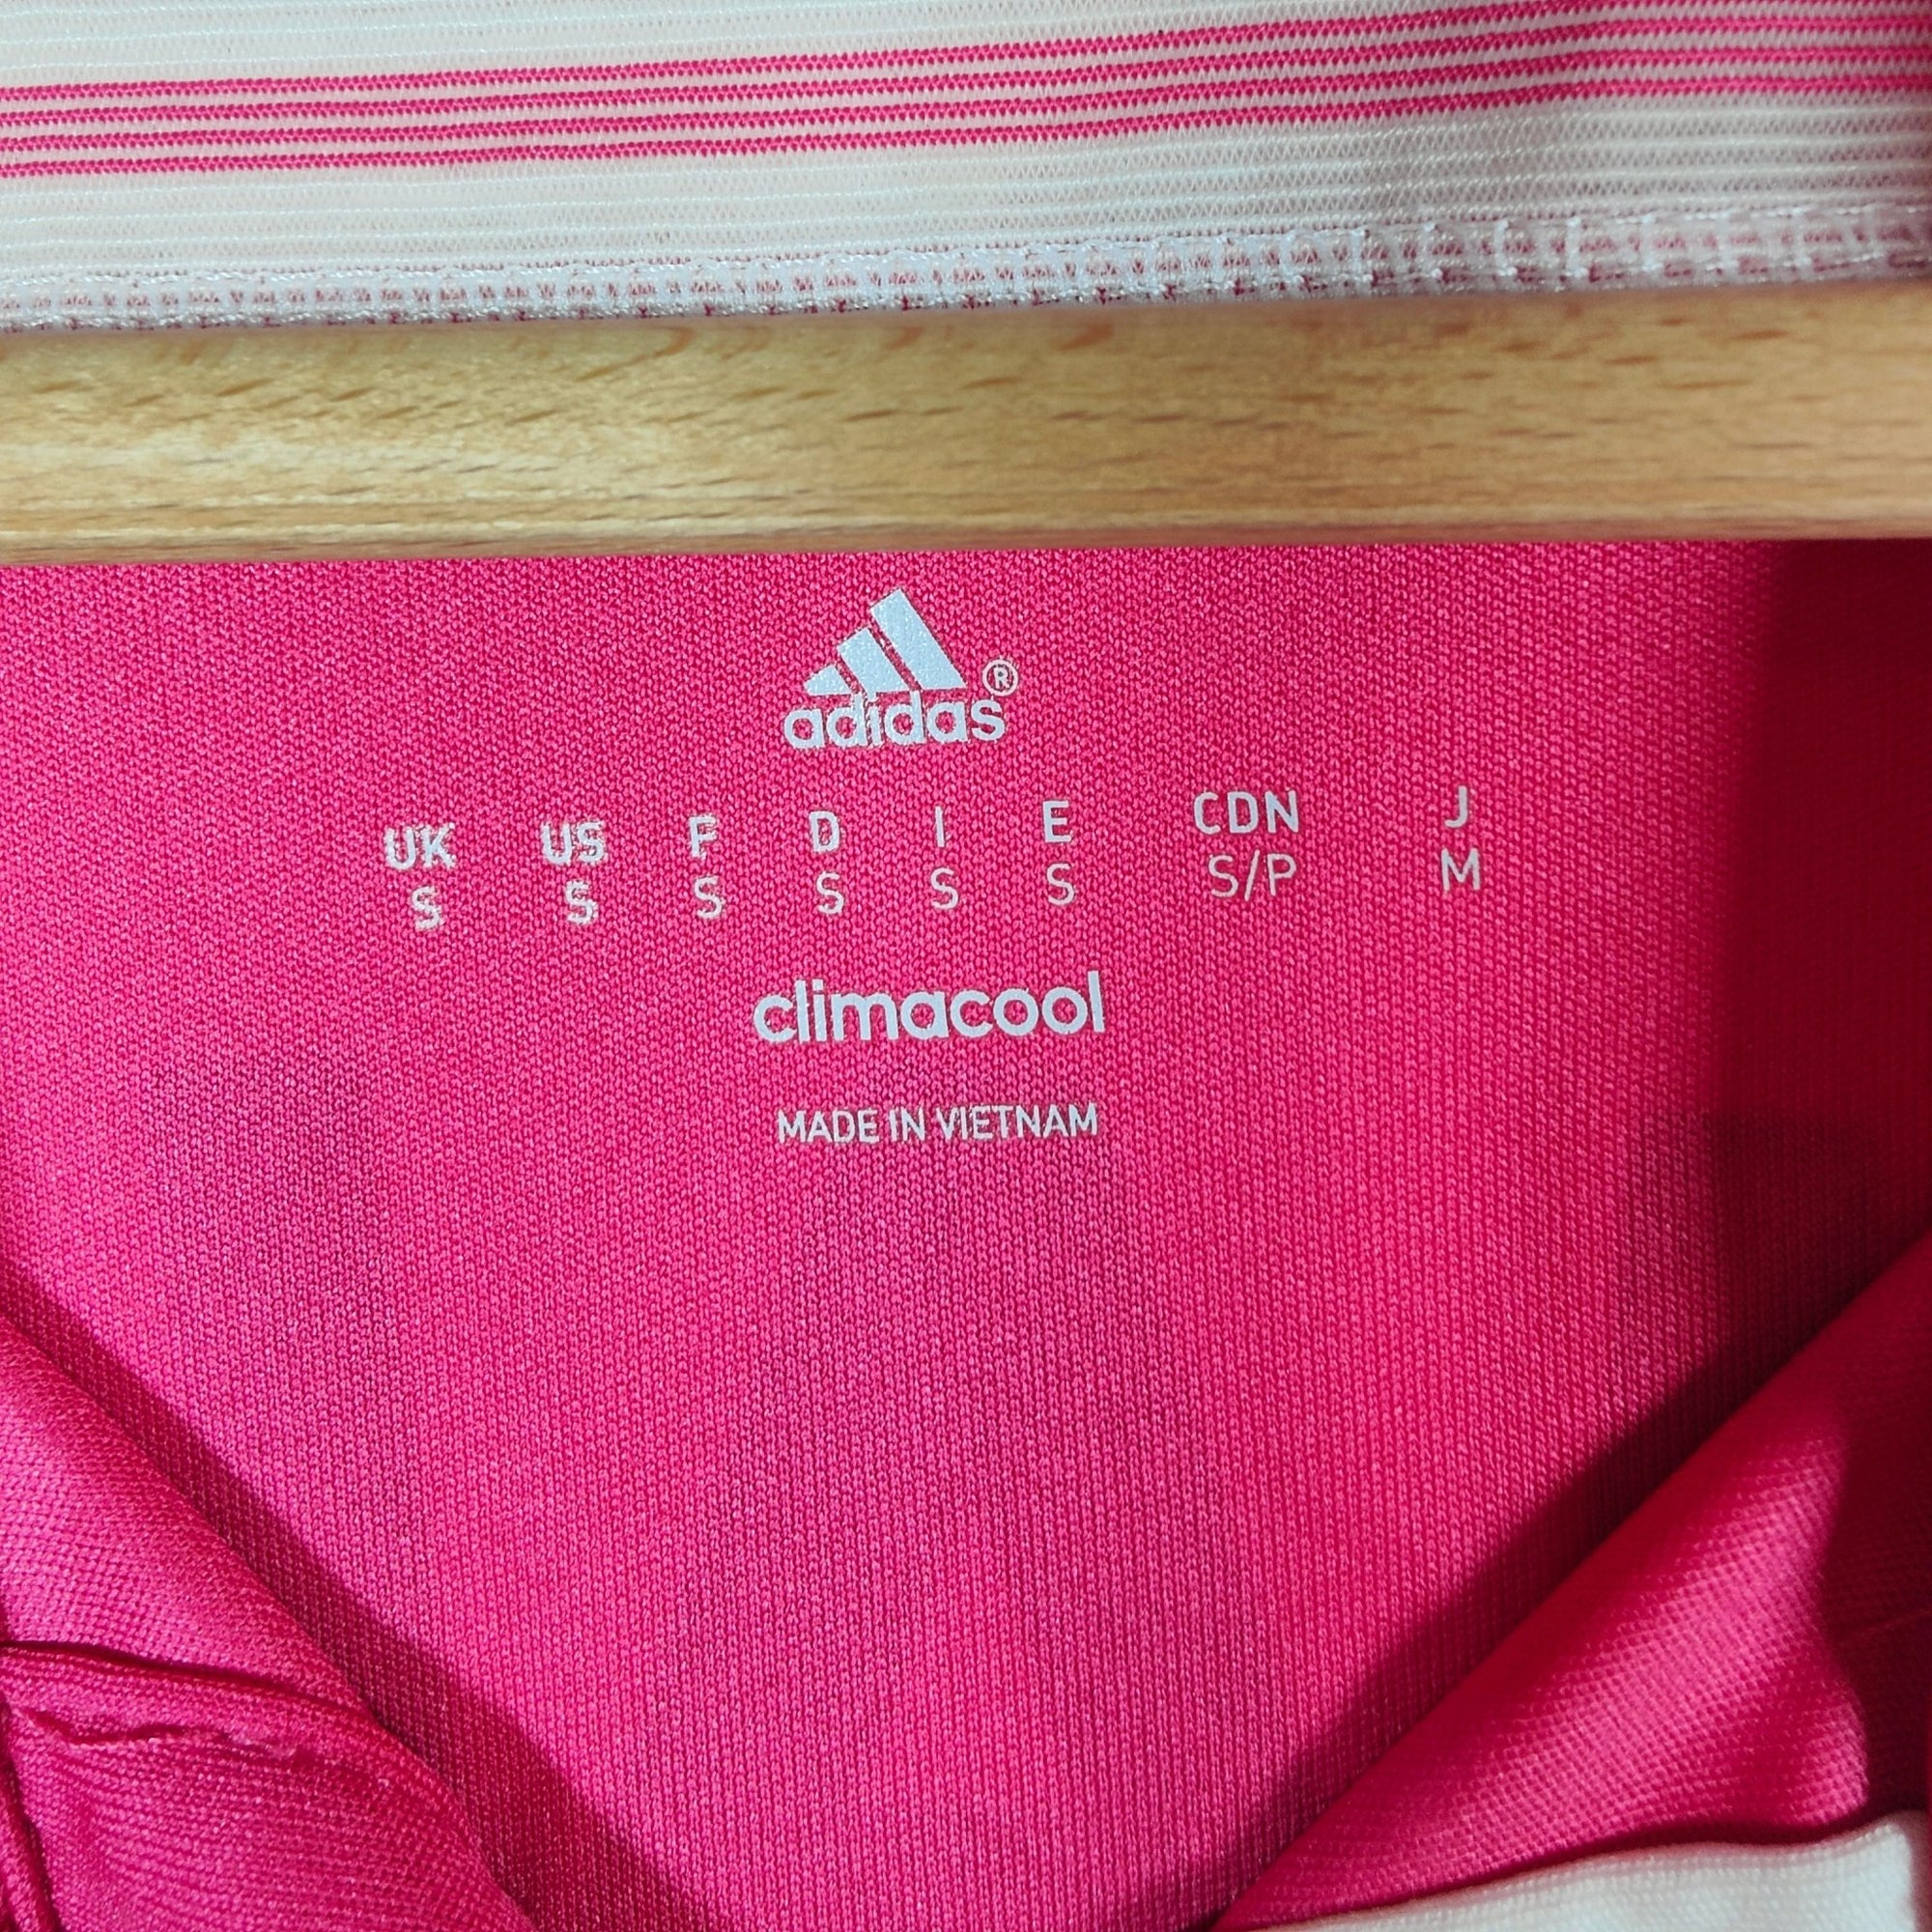 adidas®
UK US F D I E CDN J
S S S S S S S/P M
climacool
MADE IN VIETNAM